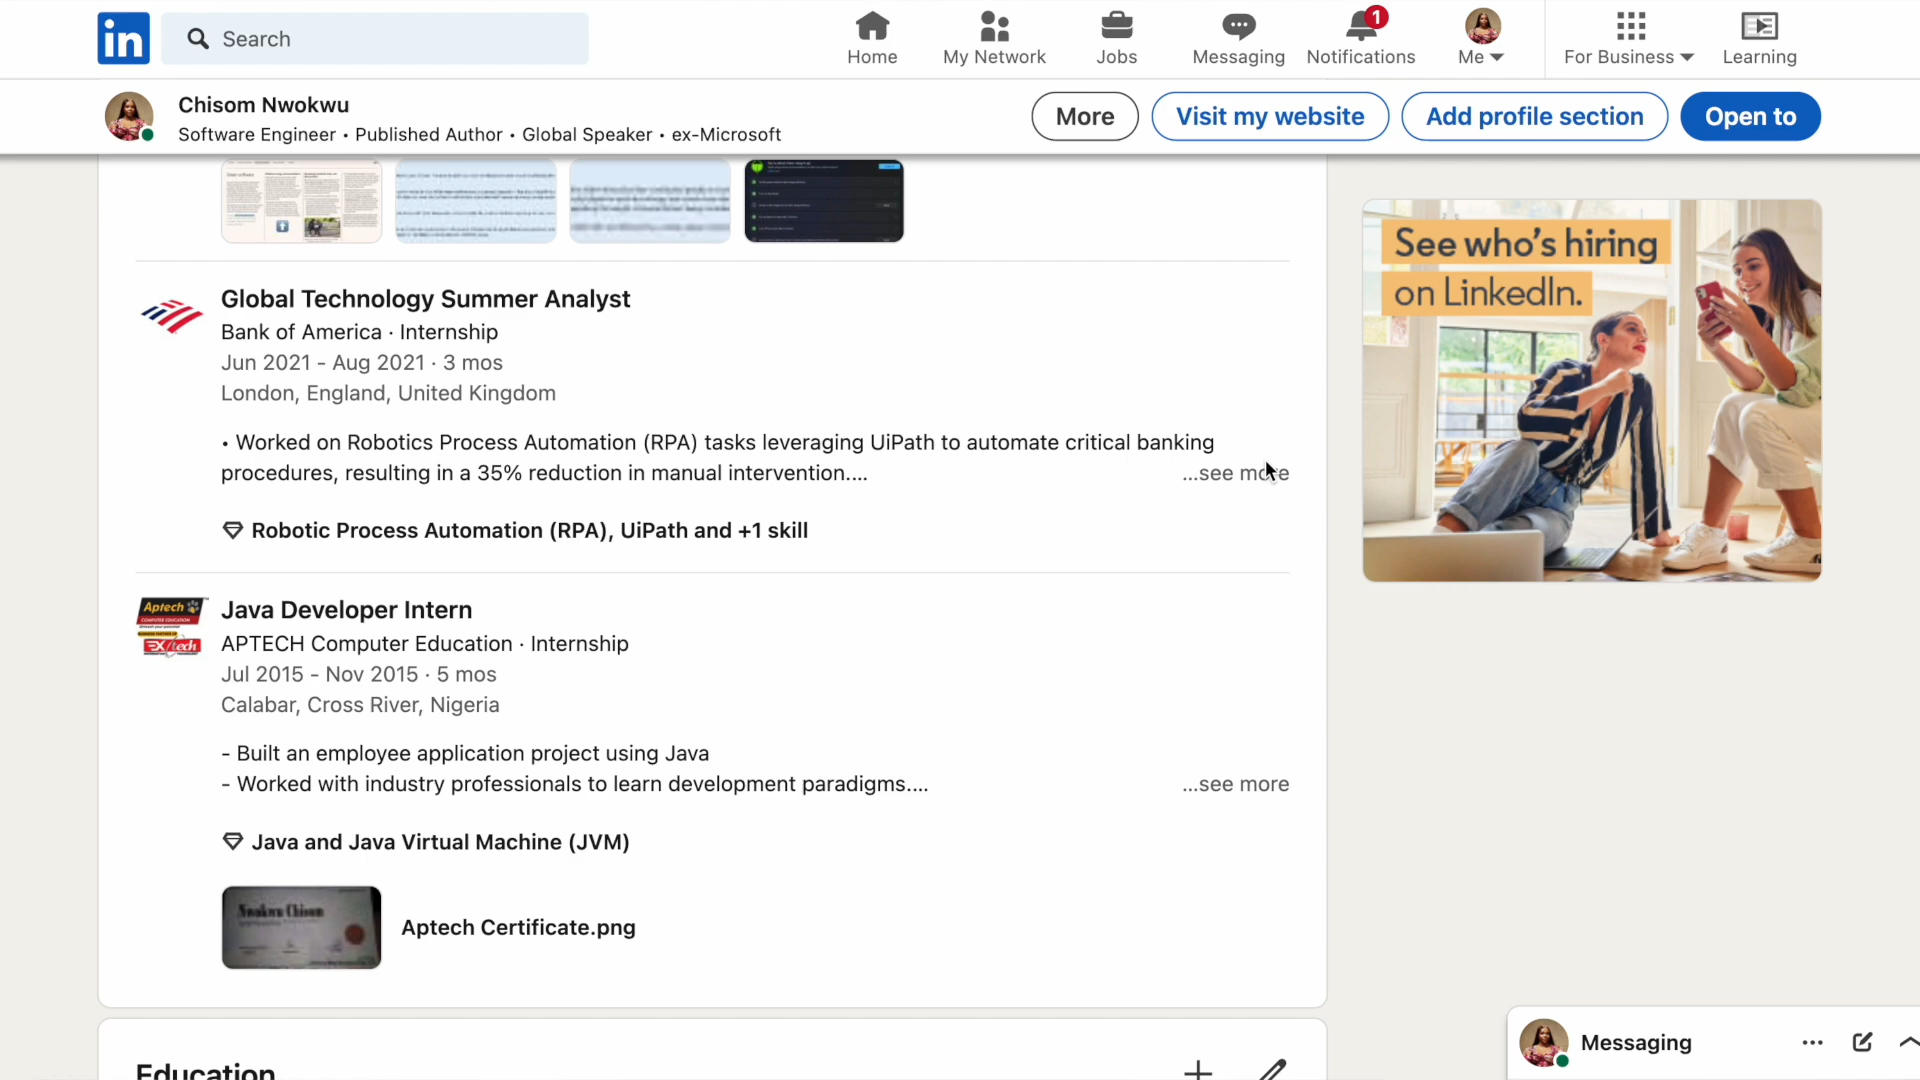 in
Search
Home
My Network
Jobs
Messaging
1
Notifications
Me
For Business
Learning
Chisom Nwokwu
Software Engineer • Published Author • Global Speaker • ex-Microsoft
More
Visit my website
Add profile section
Open to
Global Technology Summer Analyst
Bank of America · Internship
Jun 2021 - Aug 2021 · 3 mos
London, England, United Kingdom
• Worked on Robotics Process Automation (RPA) tasks leveraging UiPath to automate critical banking
procedures, resulting in a 35% reduction in manual intervention....
...see more
Robotic Process Automation (RPA), UiPath and +1 skill
Aptech
COMPUTER EDUCATION
Java Developer Intern
APTECH Computer Education · Internship
Jul 2015 - Nov 2015 · 5 mos
Calabar, Cross River, Nigeria
- Built an employee application project using Java
- Worked with industry professionals to learn development paradigms....
...see more
Java and Java Virtual Machine (JVM)
Nwokwu Chisom
Aptech Certificate.png
Education
See who's hiring
on LinkedIn.
Messaging